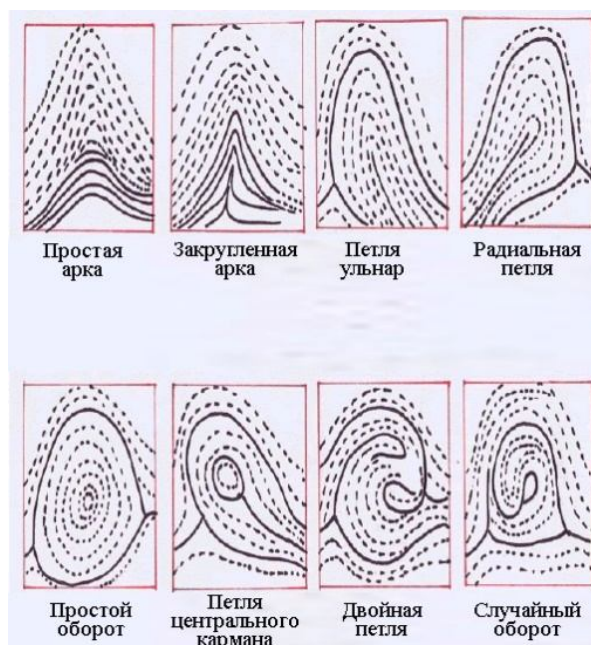 Простая
арка
Закругленная
арка
Петля
ульнар
Радиальная
петля
Простой
оборот
Петля
центрального
кармана
Двойная
петля
Случайный
оборот